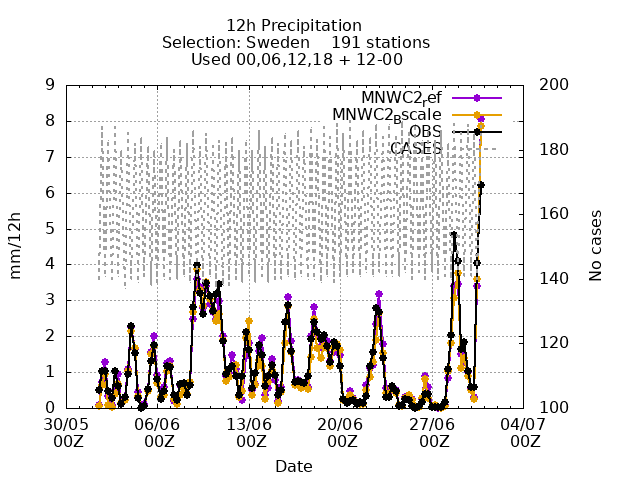 12h Precipitation
Selection: Sweden    191 stations
Used 00,06,12,18 + 12-00
9
8
7
6
5
4
3
2
1
0
mm/12h
200
180
160
140
120
100
No cases
MNWC2ref
MNWC2Bscale
OBS
CASES
30/05 06/06 13/06 20/06 27/06 04/07
00Z 00Z 00Z 00Z 00Z 00Z
Date